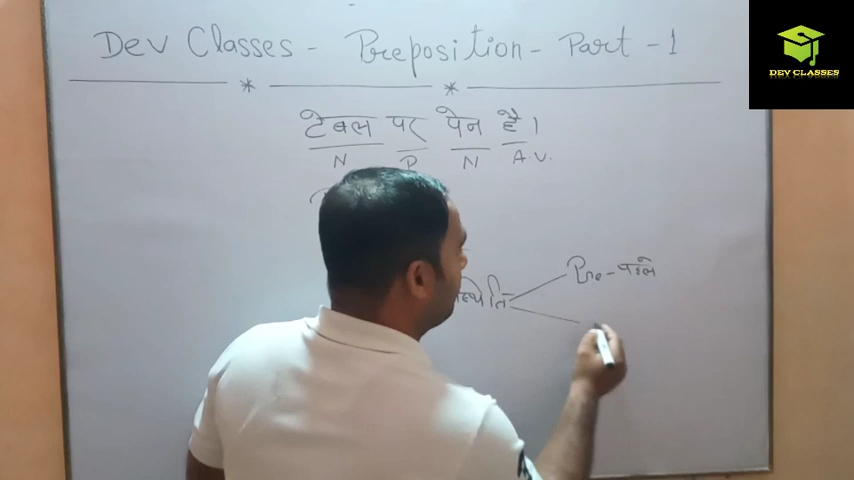 Dev Classes - Preposition - Part - 1
टेबल पर पेन है।
N P N A.V.
Pre - पहले
स्थिति
DEV CLASSES